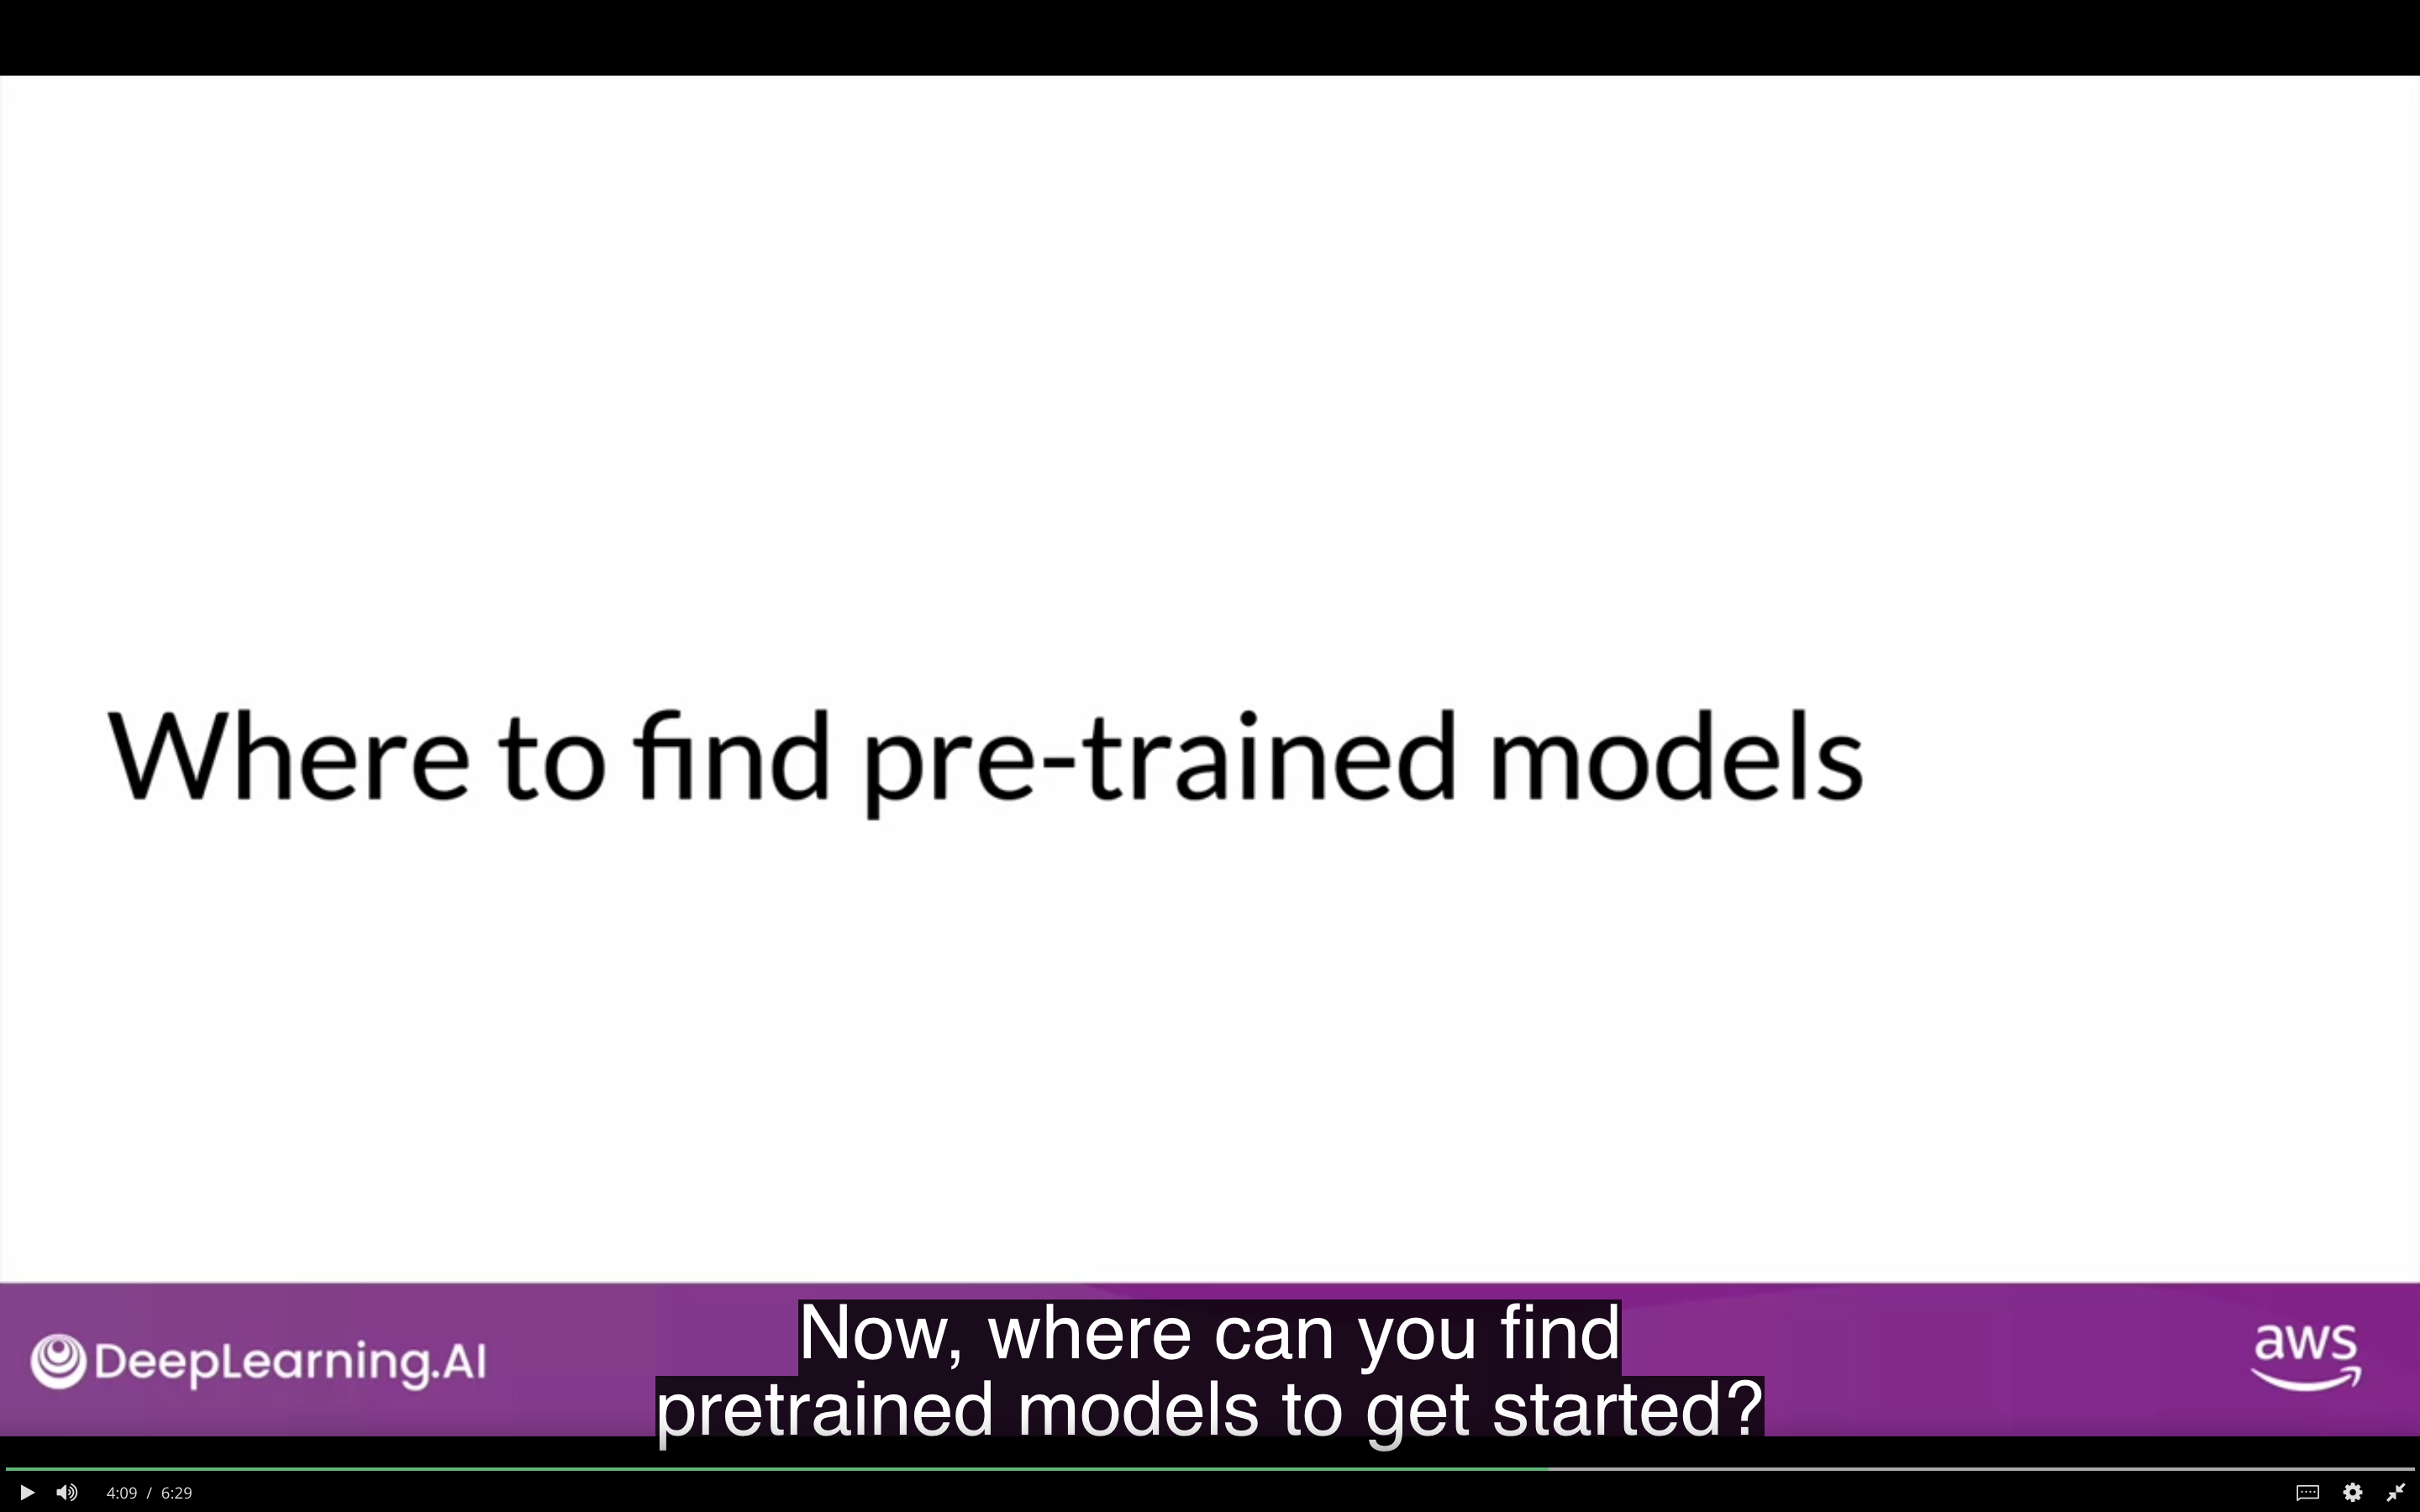 Where to find pre-trained models
DeepLearning.AI
Now, where can you find
pretrained models to get started?
aws
4:09 / 6:29